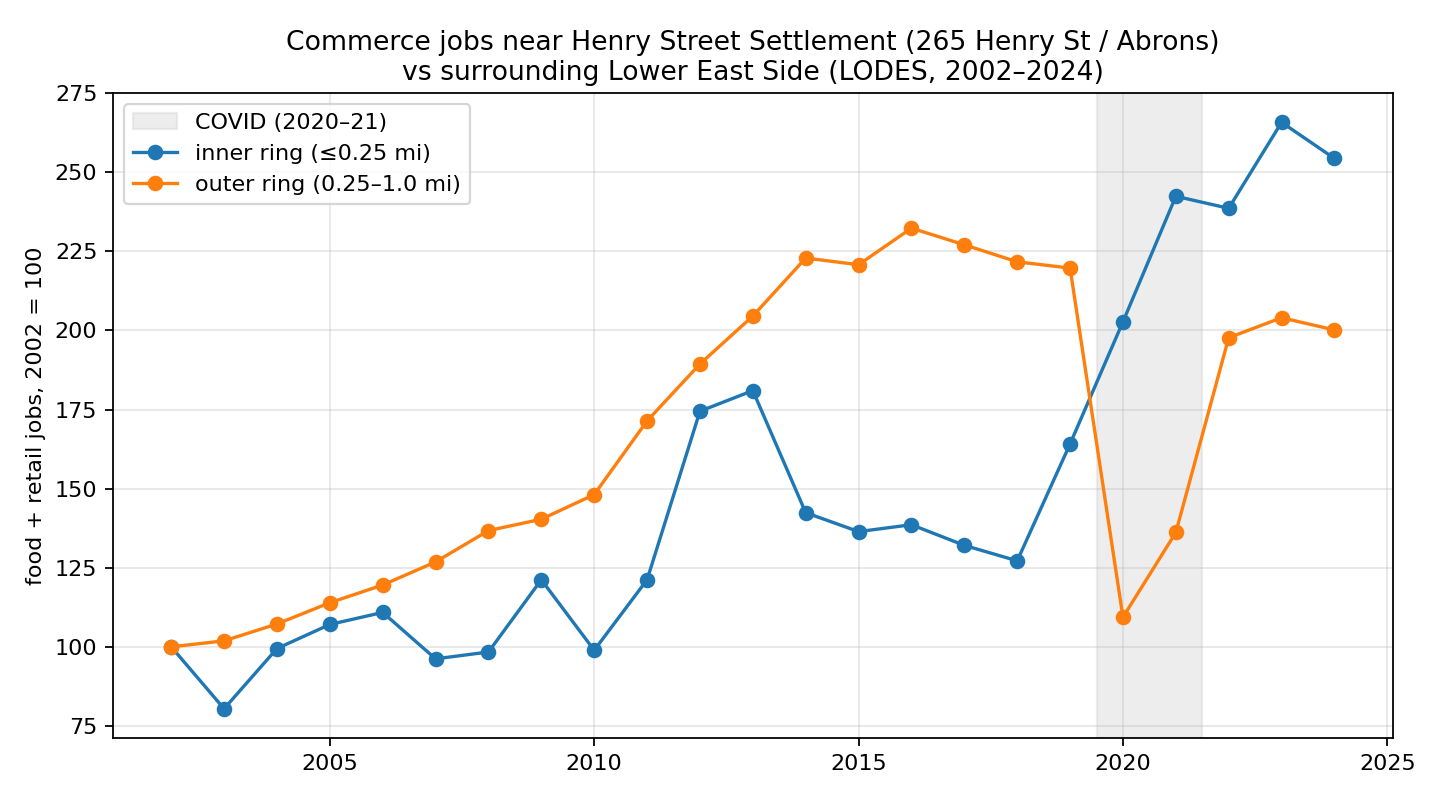 Commerce jobs near Henry Street Settlement (265 Henry St / Abrons)
vs surrounding Lower East Side (LODES, 2002–2024)
COVID (2020–21)
inner ring (≤0.25 mi)
outer ring (0.25–1.0 mi)
food + retail jobs, 2002 = 100
275
250
225
200
175
150
125
100
75
2005
2010
2015
2020
2025